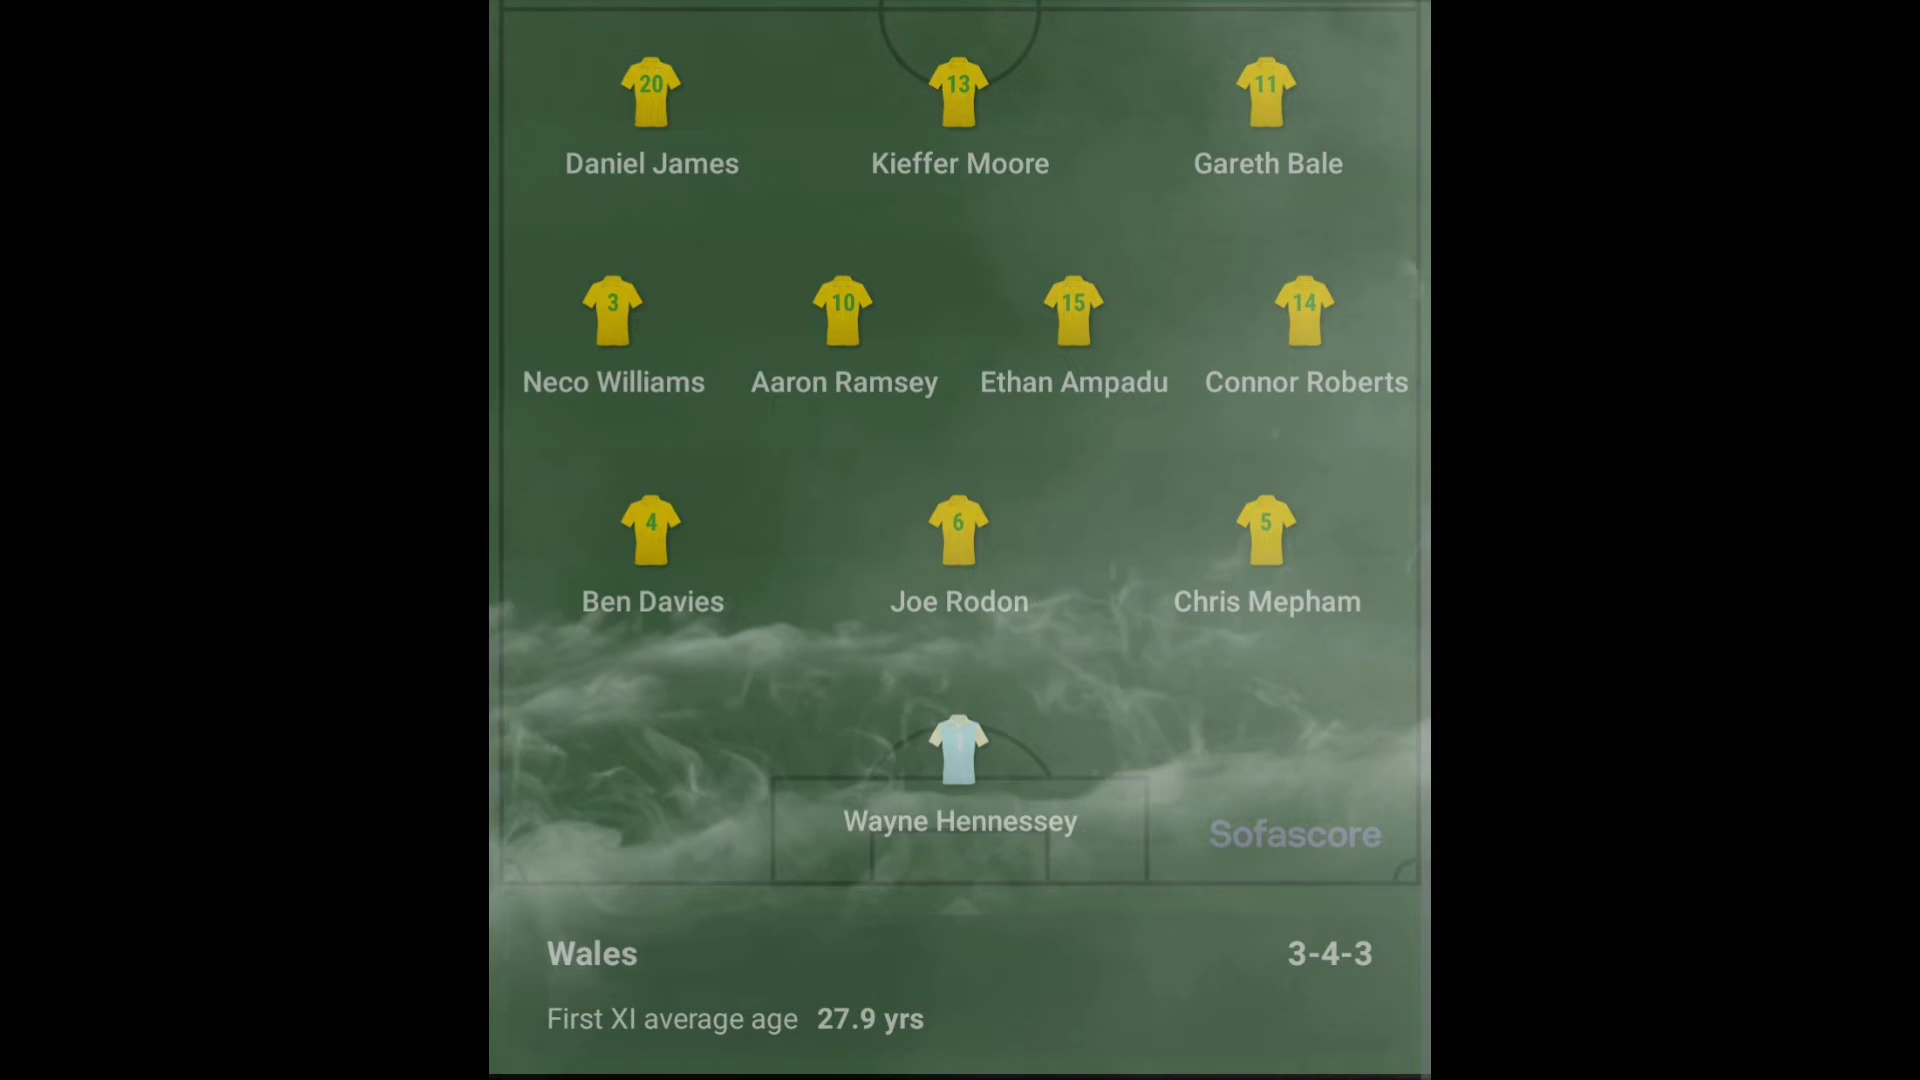 20 13 11
Daniel James Kieffer Moore Gareth Bale
3 10 15 14
Neco Williams Aaron Ramsey Ethan Ampadu Connor Roberts
4 6 5
Ben Davies Joe Rodon Chris Mepham
1
Wayne Hennessey
Sofascore
Wales 3-4-3
First XI average age 27.9 yrs